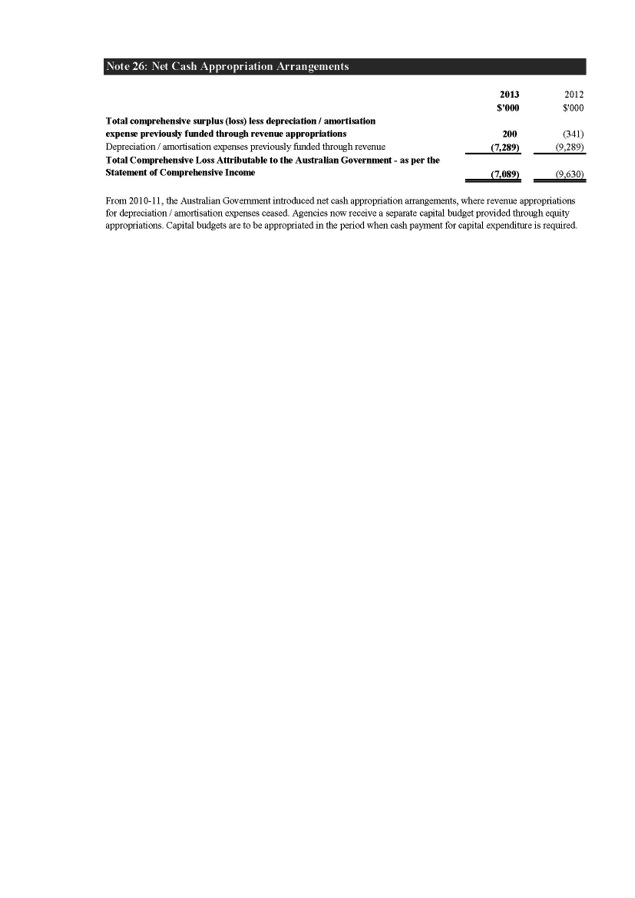 Note 26: Net Cash Appropriation Arrangements
2013 2012
$'000 $'000
Total comprehensive surplus (loss) less depreciation / amortisation
expense previously funded through revenue appropriations 200 (341)
Depreciation / amortisation expenses previously funded through revenue (7,289) (9,289)
Total Comprehensive Loss Attributable to the Australian Government - as per the
Statement of Comprehensive Income (7,089) (9,630)
From 2010-11, the Australian Government introduced net cash appropriation arrangements, where revenue appropriations
for depreciation / amortisation expenses ceased. Agencies now receive a separate capital budget provided through equity
appropriations. Capital budgets are to be appropriated in the period when cash payment for capital expenditure is required.